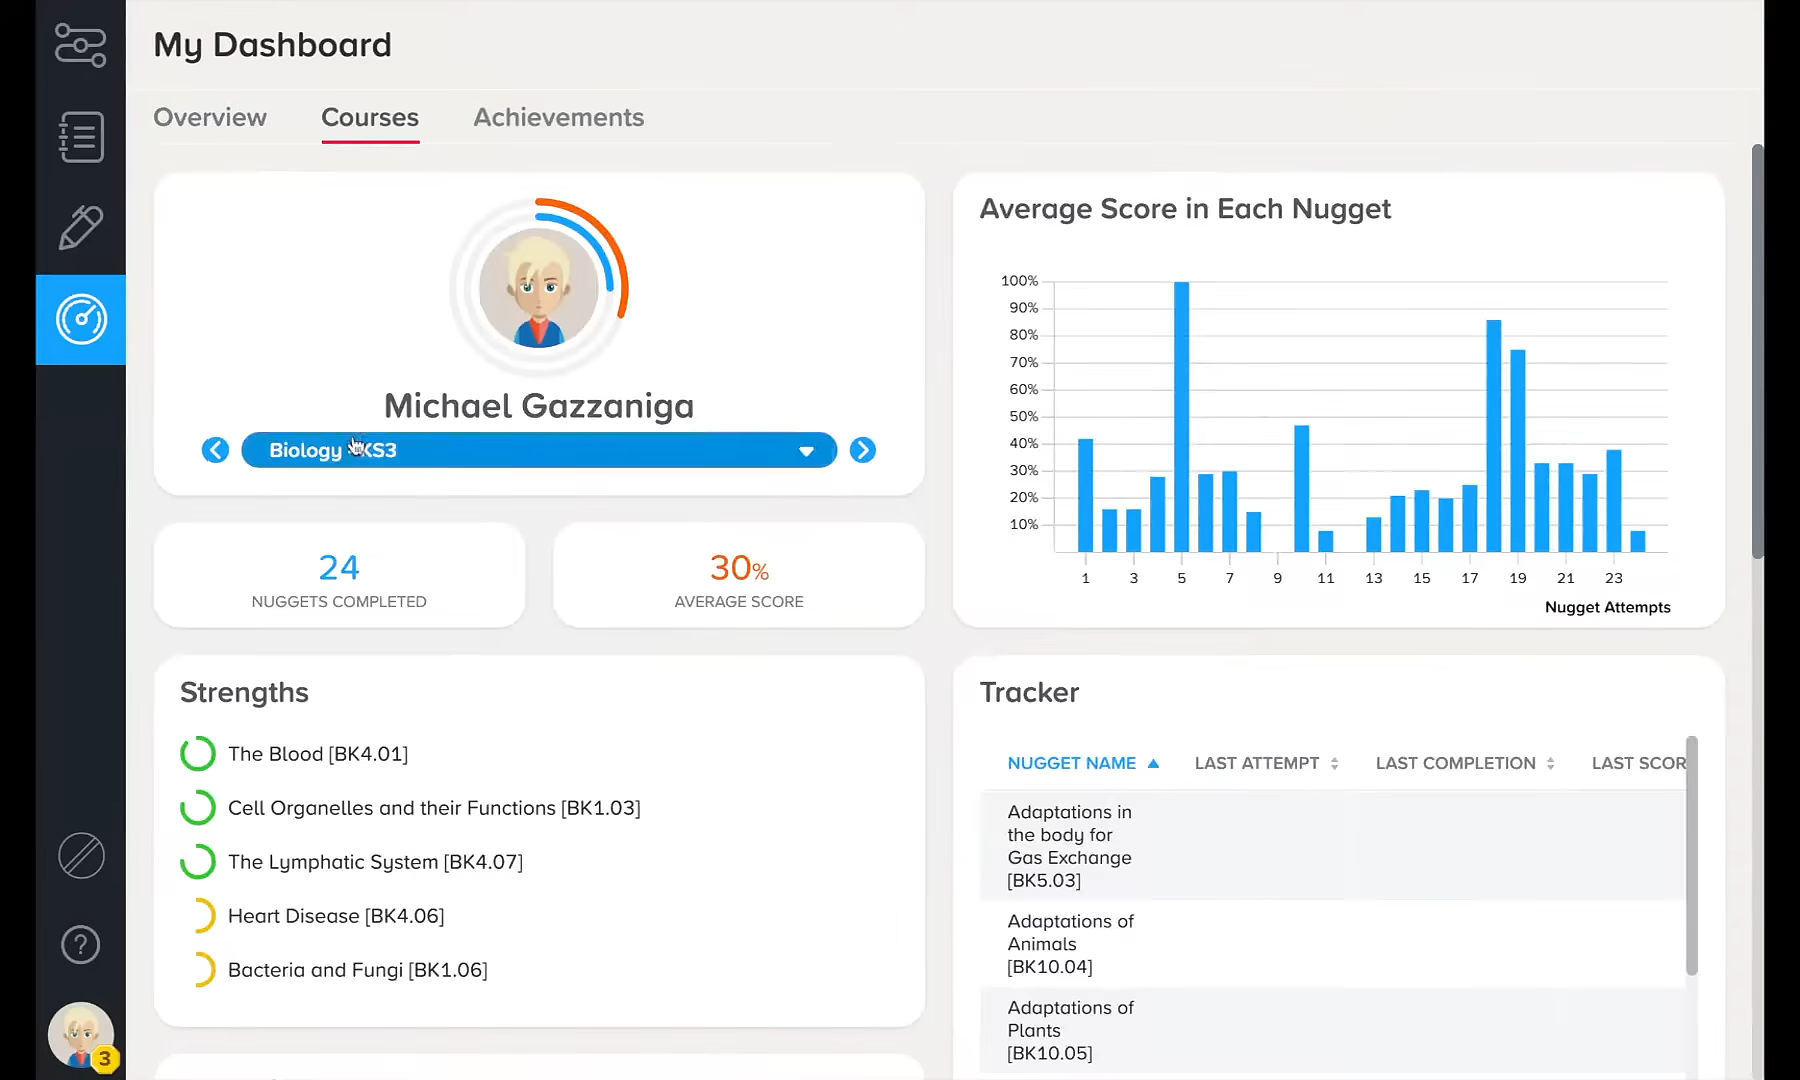 My Dashboard
Overview
Courses
Achievements
Michael Gazzaniga
Biology KS3
24
NUGGETS COMPLETED
30%
AVERAGE SCORE
Average Score in Each Nugget
100%
90%
80%
70%
60%
50%
40%
30%
20%
10%
1 3 5 7 9 11 13 15 17 19 21 23
Nugget Attempts
Strengths
The Blood [BK4.01]
Cell Organelles and their Functions [BK1.03]
The Lymphatic System [BK4.07]
Heart Disease [BK4.06]
Bacteria and Fungi [BK1.06]
Tracker
NUGGET NAME LAST ATTEMPT LAST COMPLETION LAST SCOR
Adaptations in
the body for
Gas Exchange
[BK5.03]
Adaptations of
Animals
[BK10.04]
Adaptations of
Plants
[BK10.05]
?
3